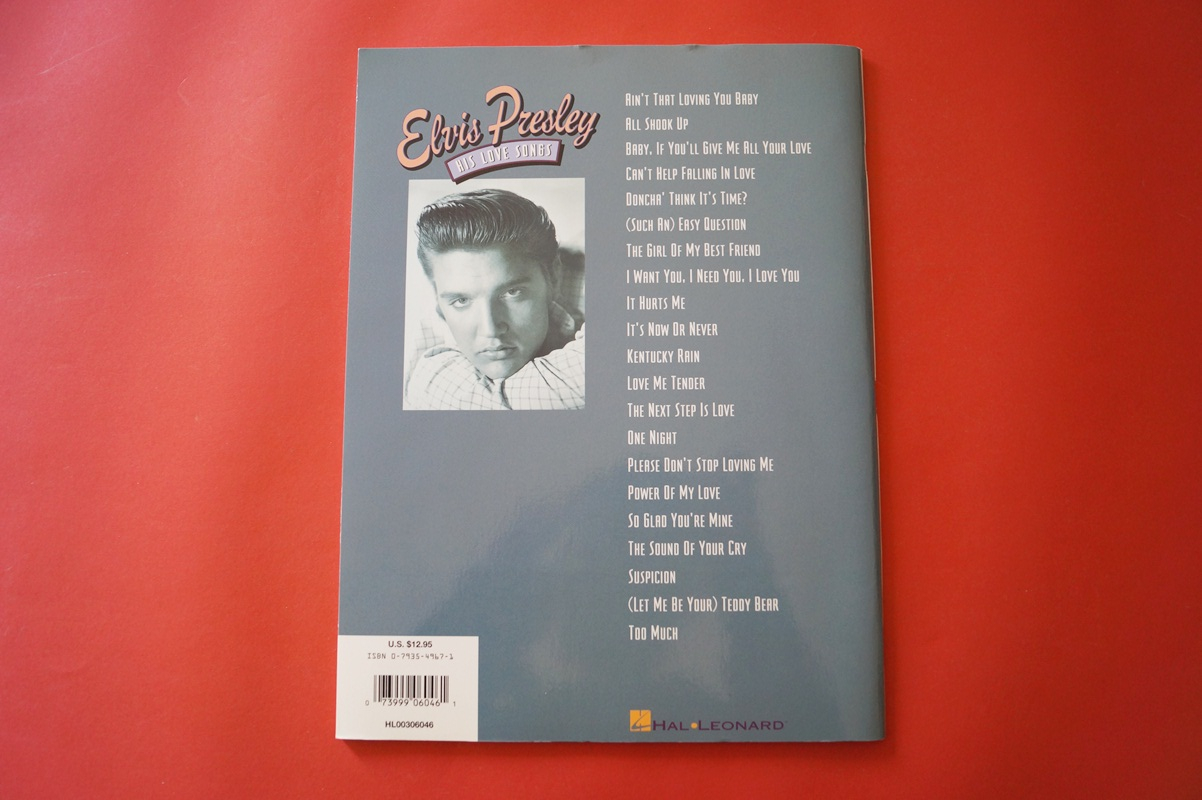 Elvis Presley
HIS LOVE SONGS
Ain't That Loving You Baby
All Shook Up
Baby, If You'll Give Me All Your Love
Can't Help Falling In Love
Doncha' Think It's Time?
(Such An) Easy Question
The Girl Of My Best Friend
I Want You, I Need You, I Love You
It Hurts Me
It's Now Or Never
Kentucky Rain
Love Me Tender
The Next Step Is Love
One Night
Please Don't Stop Loving Me
Power Of My Love
So Glad You're Mine
The Sound Of Your Cry
Suspicion
(Let Me Be Your) Teddy Bear
Too Much
U.S. $12.95
ISBN 0-7935-4967-1
0 73999 06046 1
HL00306046
HAL•LEONARD